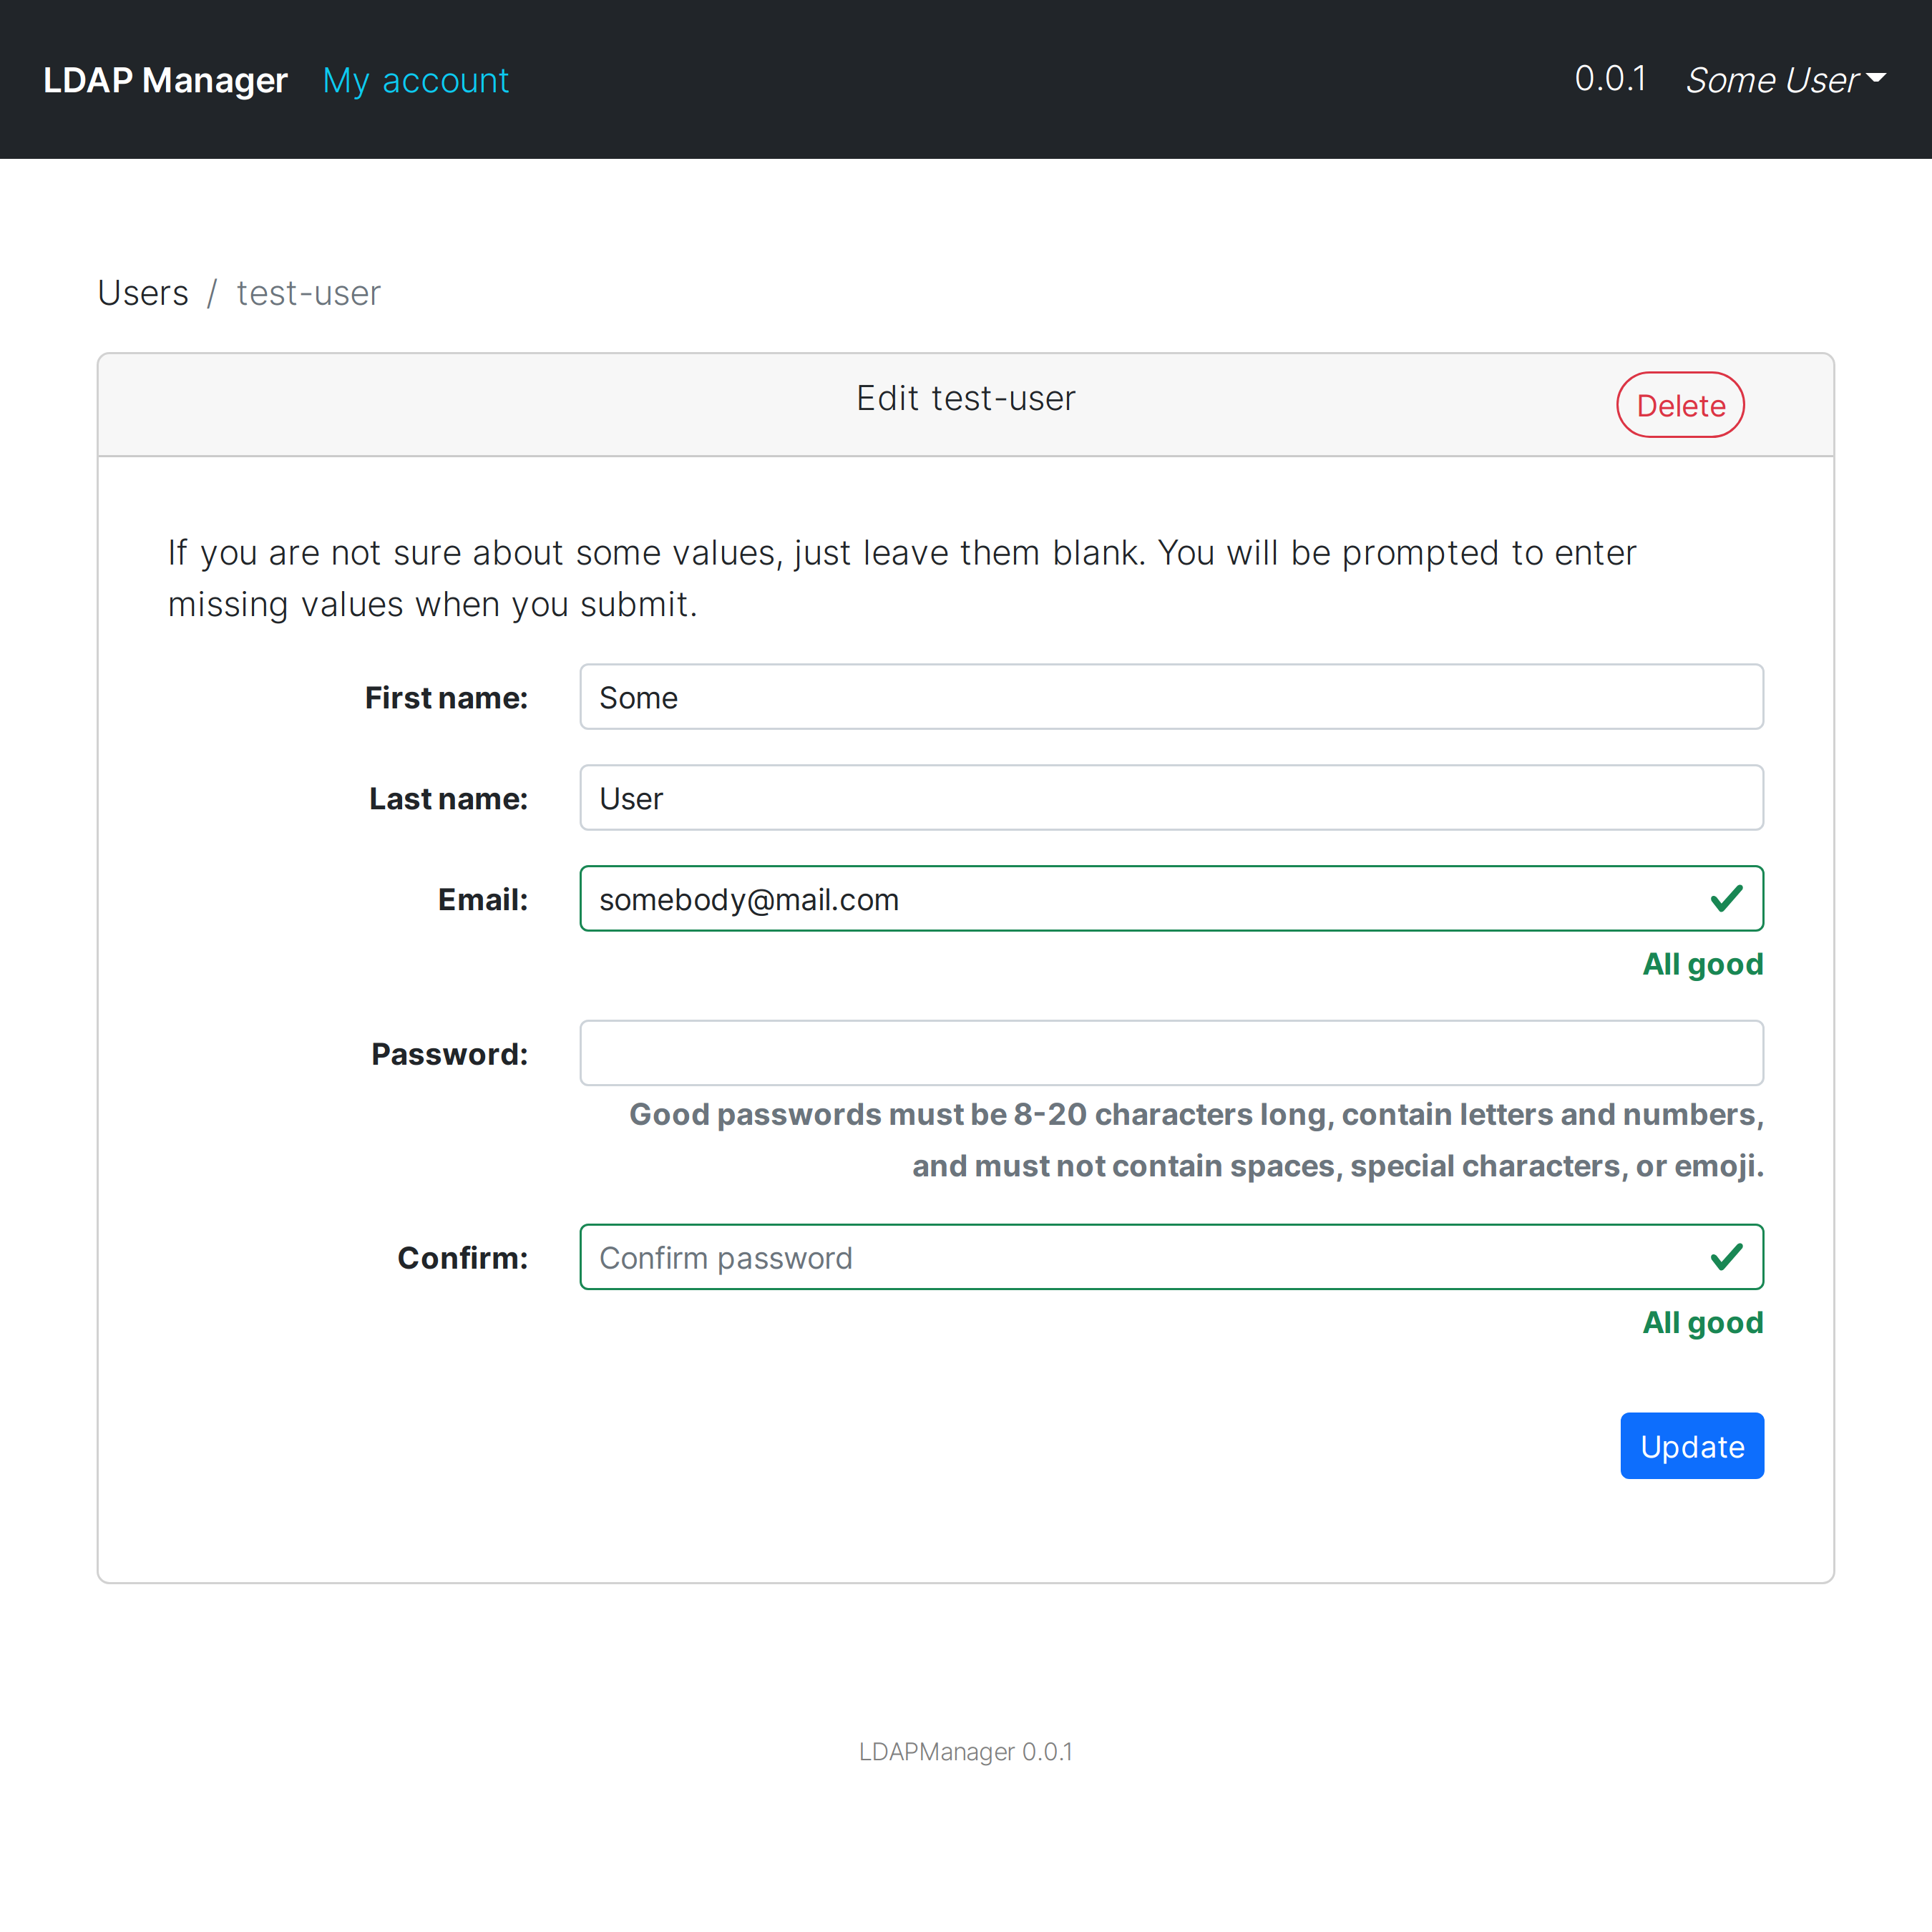 LDAP Manager My account 0.0.1 Some User
Users / test-user
Edit test-user Delete
If you are not sure about some values, just leave them blank. You will be prompted to enter
missing values when you submit.
First name: Some
Last name: User
Email: somebody@mail.com
All good
Password:
Good passwords must be 8-20 characters long, contain letters and numbers,
and must not contain spaces, special characters, or emoji.
Confirm: Confirm password
All good
Update
LDAPManager 0.0.1